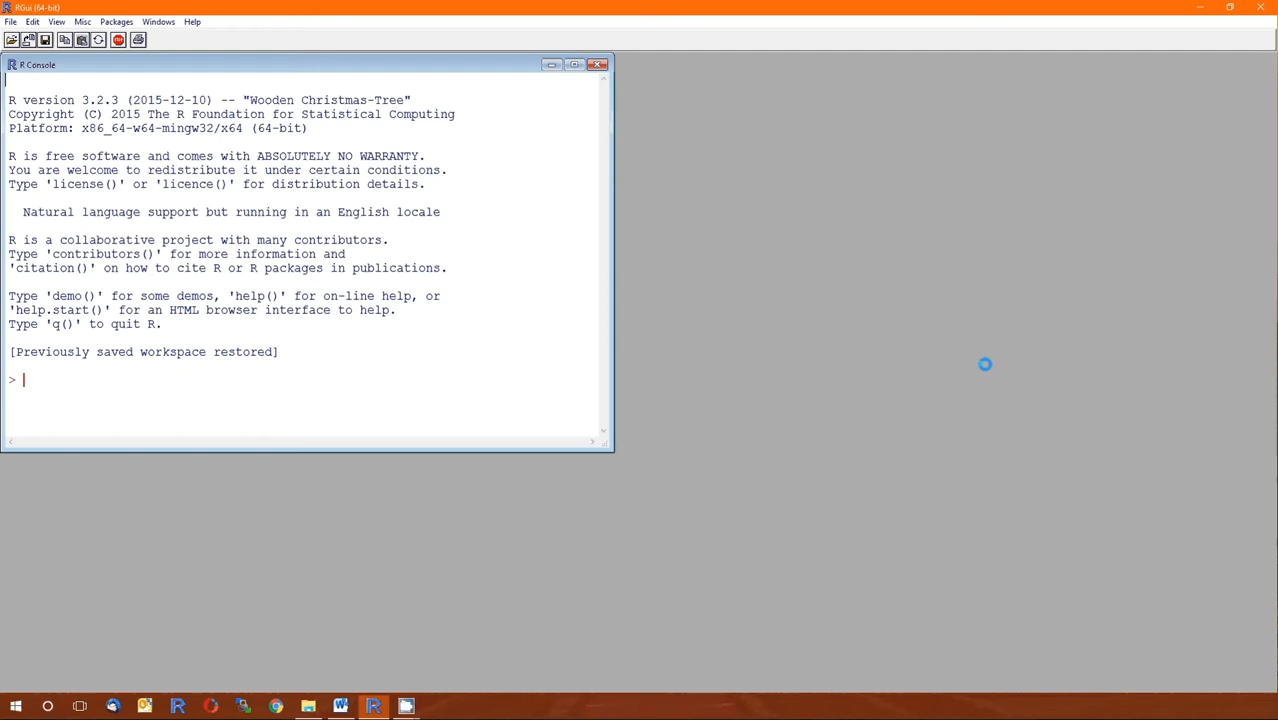 RGui (64-bit)
File Edit View Misc Packages Windows Help
STOP
R Console
R version 3.2.3 (2015-12-10) -- "Wooden Christmas-Tree"
Copyright (C) 2015 The R Foundation for Statistical Computing
Platform: x86_64-w64-mingw32/x64 (64-bit)
R is free software and comes with ABSOLUTELY NO WARRANTY.
You are welcome to redistribute it under certain conditions.
Type 'license()' or 'licence()' for distribution details.
Natural language support but running in an English locale
R is a collaborative project with many contributors.
Type 'contributors()' for more information and
'citation()' on how to cite R or R packages in publications.
Type 'demo()' for some demos, 'help()' for on-line help, or
'help.start()' for an HTML browser interface to help.
Type 'q()' to quit R.
[Previously saved workspace restored]
>